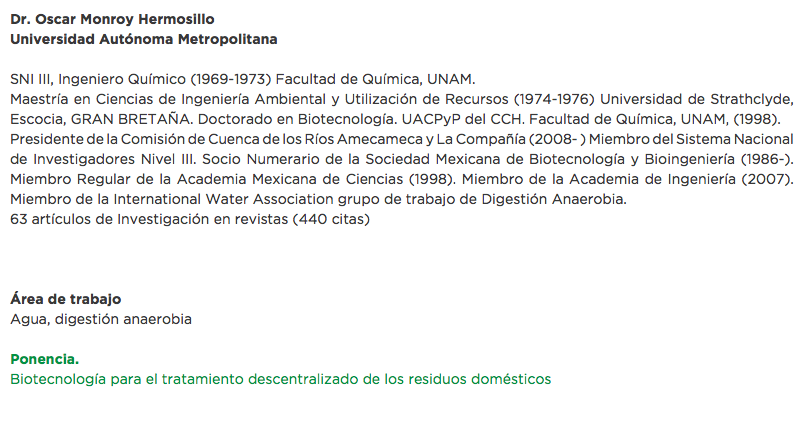 Dr. Oscar Monroy Hermosillo
Universidad Autónoma Metropolitana
SNI III, Ingeniero Químico (1969-1973) Facultad de Química, UNAM.
Maestría en Ciencias de Ingeniería Ambiental y Utilización de Recursos (1974-1976) Universidad de Strathclyde,
Escocia, GRAN BRETAÑA. Doctorado en Biotecnología. UACPyP del CCH. Facultad de Química, UNAM, (1998).
Presidente de la Comisión de Cuenca de los Ríos Amecameca y La Compañía (2008- ) Miembro del Sistema Nacional
de Investigadores Nivel III. Socio Numerario de la Sociedad Mexicana de Biotecnología y Bioingeniería (1986-).
Miembro Regular de la Academia Mexicana de Ciencias (1998). Miembro de la Academia de Ingeniería (2007).
Miembro de la International Water Association grupo de trabajo de Digestión Anaerobia.
63 artículos de Investigación en revistas (440 citas)
Área de trabajo
Agua, digestión anaerobia
Ponencia.
Biotecnología para el tratamiento descentralizado de los residuos domésticos